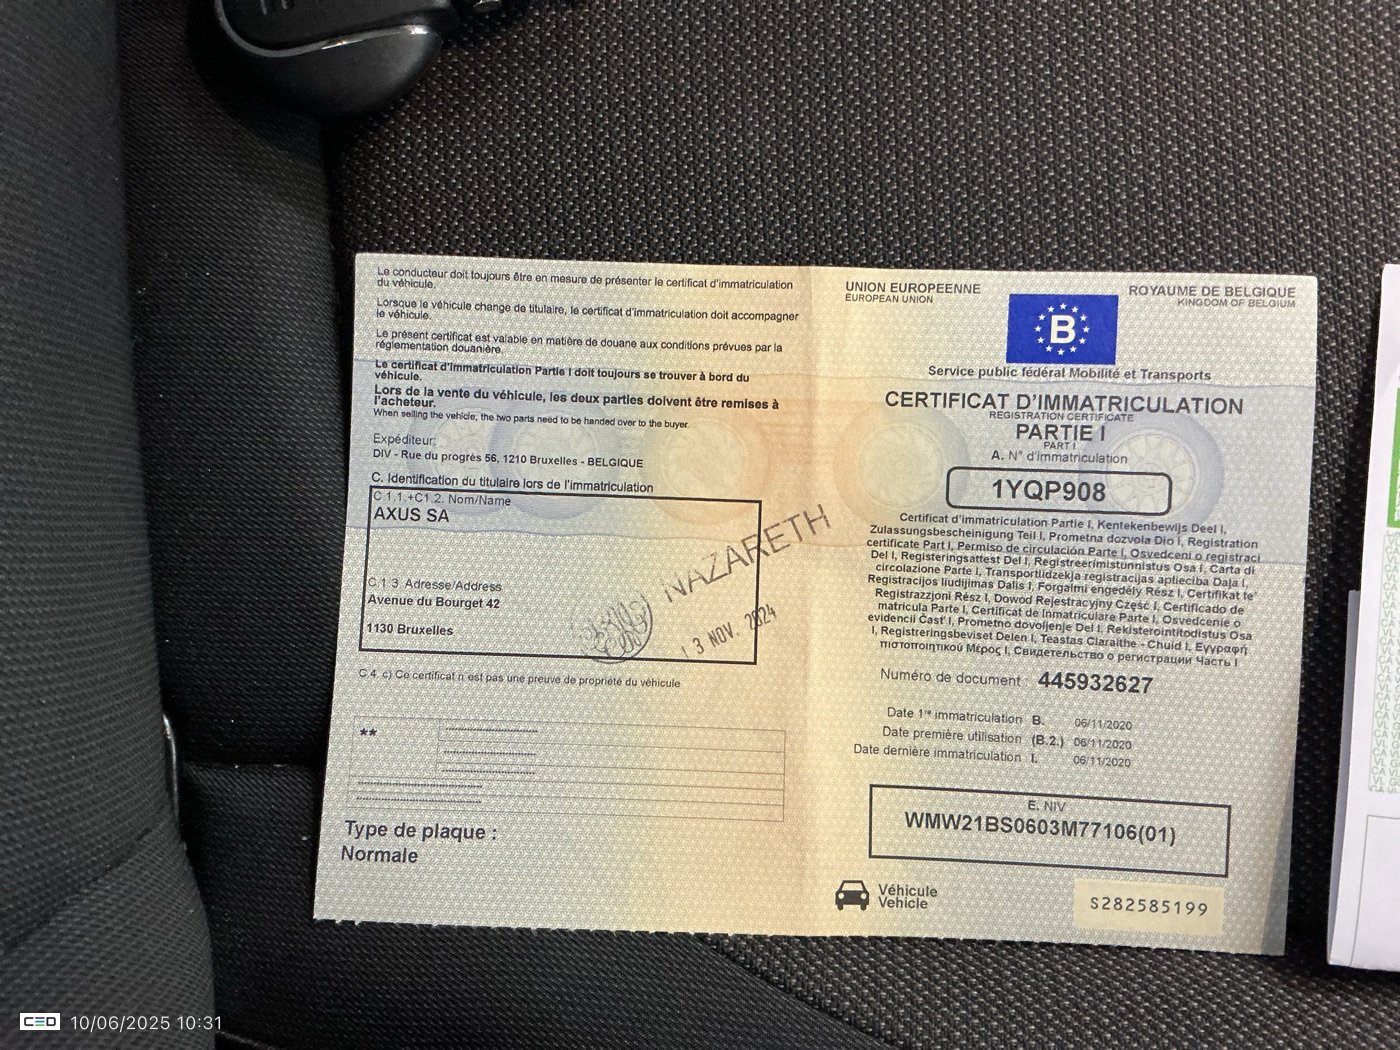 Le conducteur doit toujours être en mesure de présenter le certificat d'immatriculation
du véhicule.
Lorsque le véhicule change de titulaire, le certificat d'immatriculation doit accompagner
le véhicule.
Le présent certificat est valable en matière de douane aux conditions prévues par la
réglementation douanière.
Le certificat d'Immatriculation Partie I doit toujours se trouver à bord du
véhicule.
Lors de la vente du véhicule, les deux parties doivent être remises à
l'acheteur.
When selling the vehicle, the two parts need to be handed over to the buyer.
Expéditeur:
DIV - Rue du progrès 56, 1210 Bruxelles - BELGIQUE
C. Identification du titulaire lors de l'immatriculation
C.1.1.+C1.2. Nom/Name
AXUS SA
C.1.3. Adresse/Address
Avenue du Bourget 42
1130 Bruxelles
NAZARETH
13 NOV. 2024
C.4. c) Ce certificat n'est pas une preuve de propriété du véhicule
**
Type de plaque :
Normale
UNION EUROPEENNE
EUROPEAN UNION
B
ROYAUME DE BELGIQUE
KINGDOM OF BELGIUM
Service public fédéral Mobilité et Transports
CERTIFICAT D'IMMATRICULATION
REGISTRATION CERTIFICATE
PARTIE I
PART I
A. N° d'immatriculation
1YQP908
Certificat d'immatriculation Partie I, Kentekenbewijs Deel I,
Zulassungsbescheinigung Teil I, Prometna dozvola Dio I, Registration
certificate Part I, Permiso de circulación Parte I, Osvedceni o registraci
Del I, Registeringsattest Del I, Registreerimistunnistus Osa I, Carta di
circolazione Parte I, Transportlidzekja registracijas apliecība Daļa I,
Registracijos liudijimas Dalis I, Forgalmi engedély Rész I, Certifikat te'
Registrazzjoni Rész I, Dowód Rejestracyjny Część I, Certificado de
matricula Parte I, Certificat de Inmatriculare Parte I, Osvedcenie o
evidencii Časť I, Prometno dovoljenje Del I, Rekisterointitodistus Osa
I, Registreringsbeviset Delen I, Teastas Claraithe - Chuid I, Εγγραφή
πιστοποιητικού Μερος I, Свидетельство о регистрации Часть I
Numéro de document : 445932627
Date 1re immatriculation B. 06/11/2020
Date première utilisation (B.2.) 06/11/2020
Date dernière immatriculation I. 06/11/2020
E. NIV
WMW21BS0603M77106(01)
Véhicule
Vehicle
S282585199
CED 10/06/2025 10:31